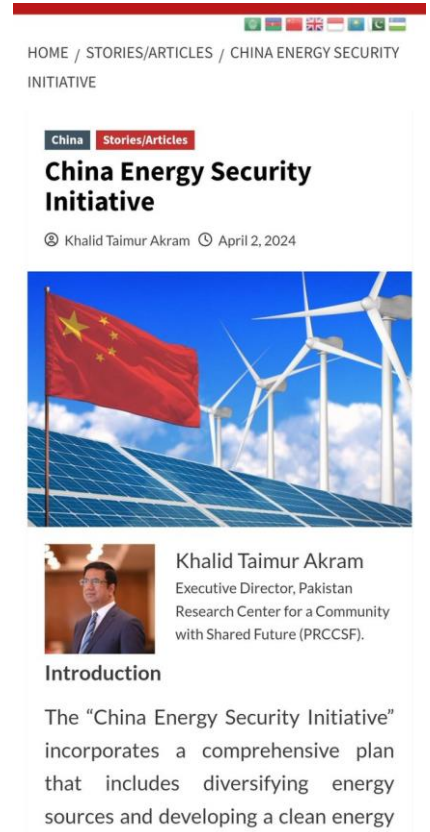 HOME / STORIES/ARTICLES / CHINA ENERGY SECURITY
INITIATIVE
China Stories/Articles
China Energy Security
Initiative
Khalid Taimur Akram April 2, 2024
Khalid Taimur Akram
Executive Director, Pakistan
Research Center for a Community
with Shared Future (PRCCSF).
Introduction
The “China Energy Security Initiative”
incorporates a comprehensive plan
that includes diversifying energy
sources and developing a clean energy